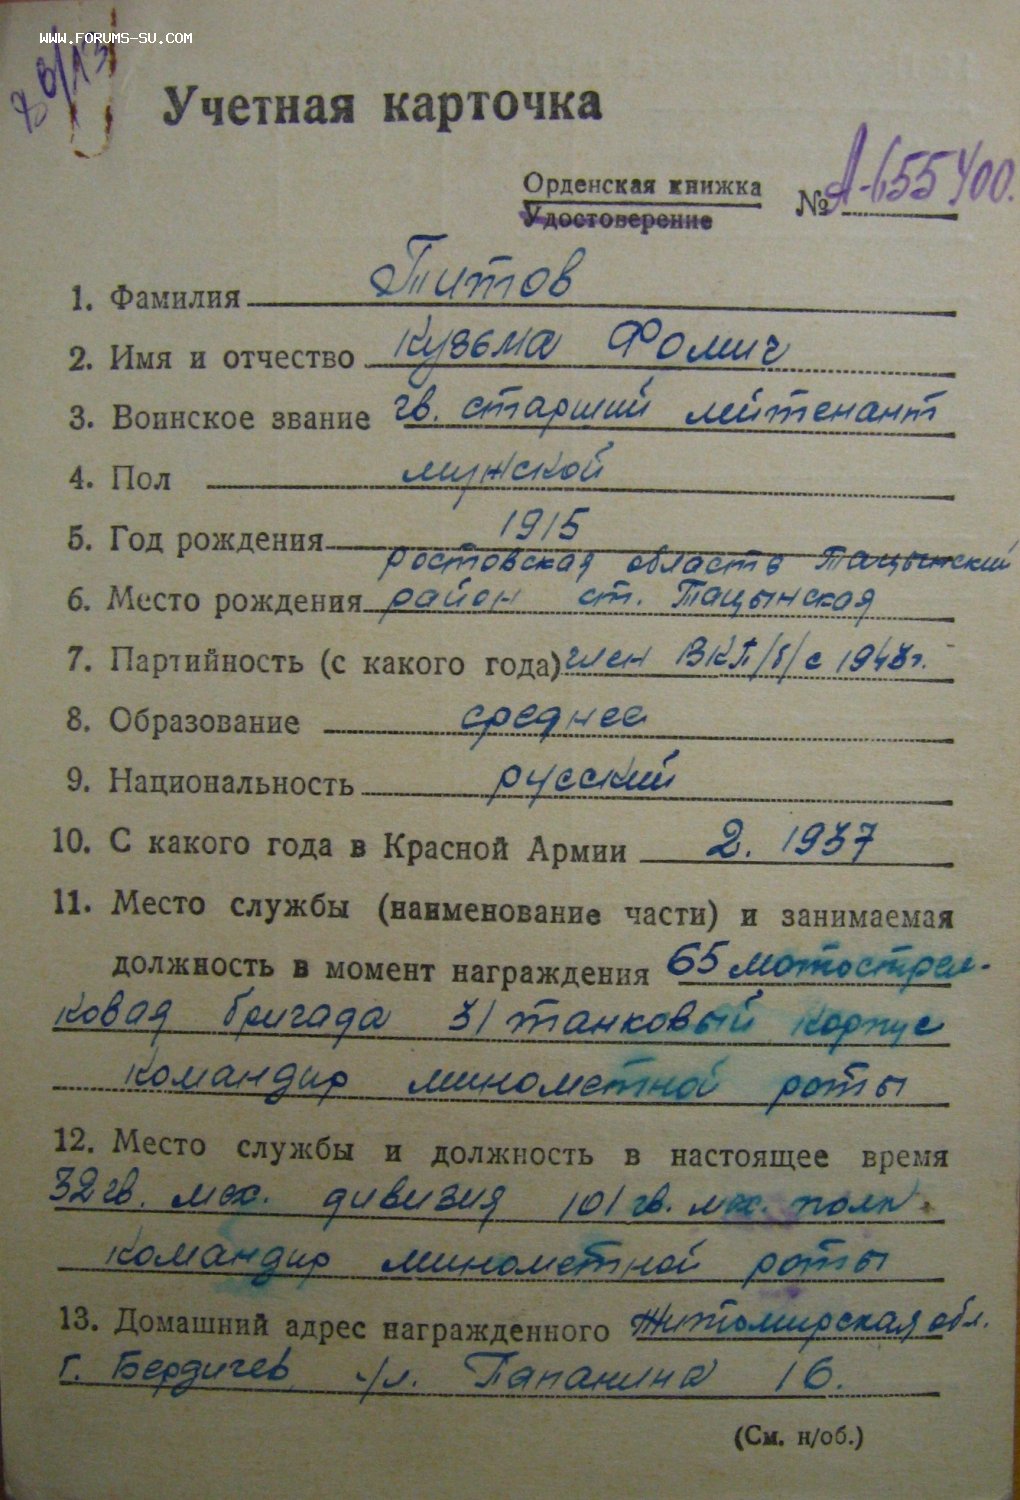 www.forums-su.com
Учетная карточка
Орденская книжка
Удостоверение
№ А-655400.
1. Фамилия Титов
2. Имя и отчество Кузьма Фомич
3. Воинское звание гв. старший лейтенант
4. Пол мужской
5. Год рождения 1915
ростовская область Тацынский
6. Место рождения район ст. Тацынская
7. Партийность (с какого года) член ВКП/б/ с 1943г.
8. Образование среднее
9. Национальность русский
10. С какого года в Красной Армии 2. 1937
11. Место службы (наименование части) и занимаемая
должность в момент награждения 65 мотострел-
ковая бригада 31 танковый корпус
командир минометной роты
12. Место службы и должность в настоящее время
32 гв. мех. дивизия 101 гв. мех. полк
командир минометной роты
13. Домашний адрес награжденного Житомирская обл.
г. Бердичев ул. Папанина 16.
(См. н/об.)